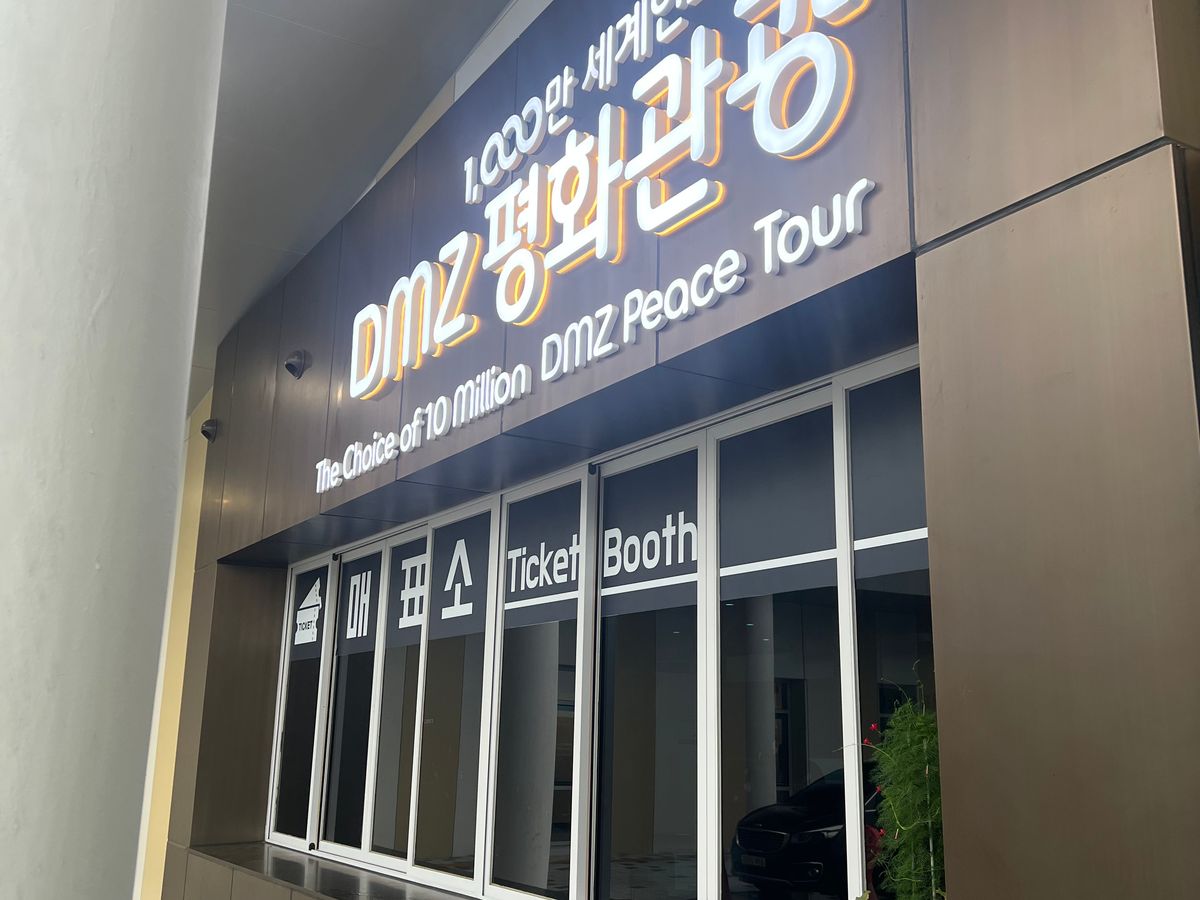 1,000만 세계인
DMZ 평화관광
The Choice of 10 Million DMZ Peace Tour
TICKET
매표소 Ticket Booth